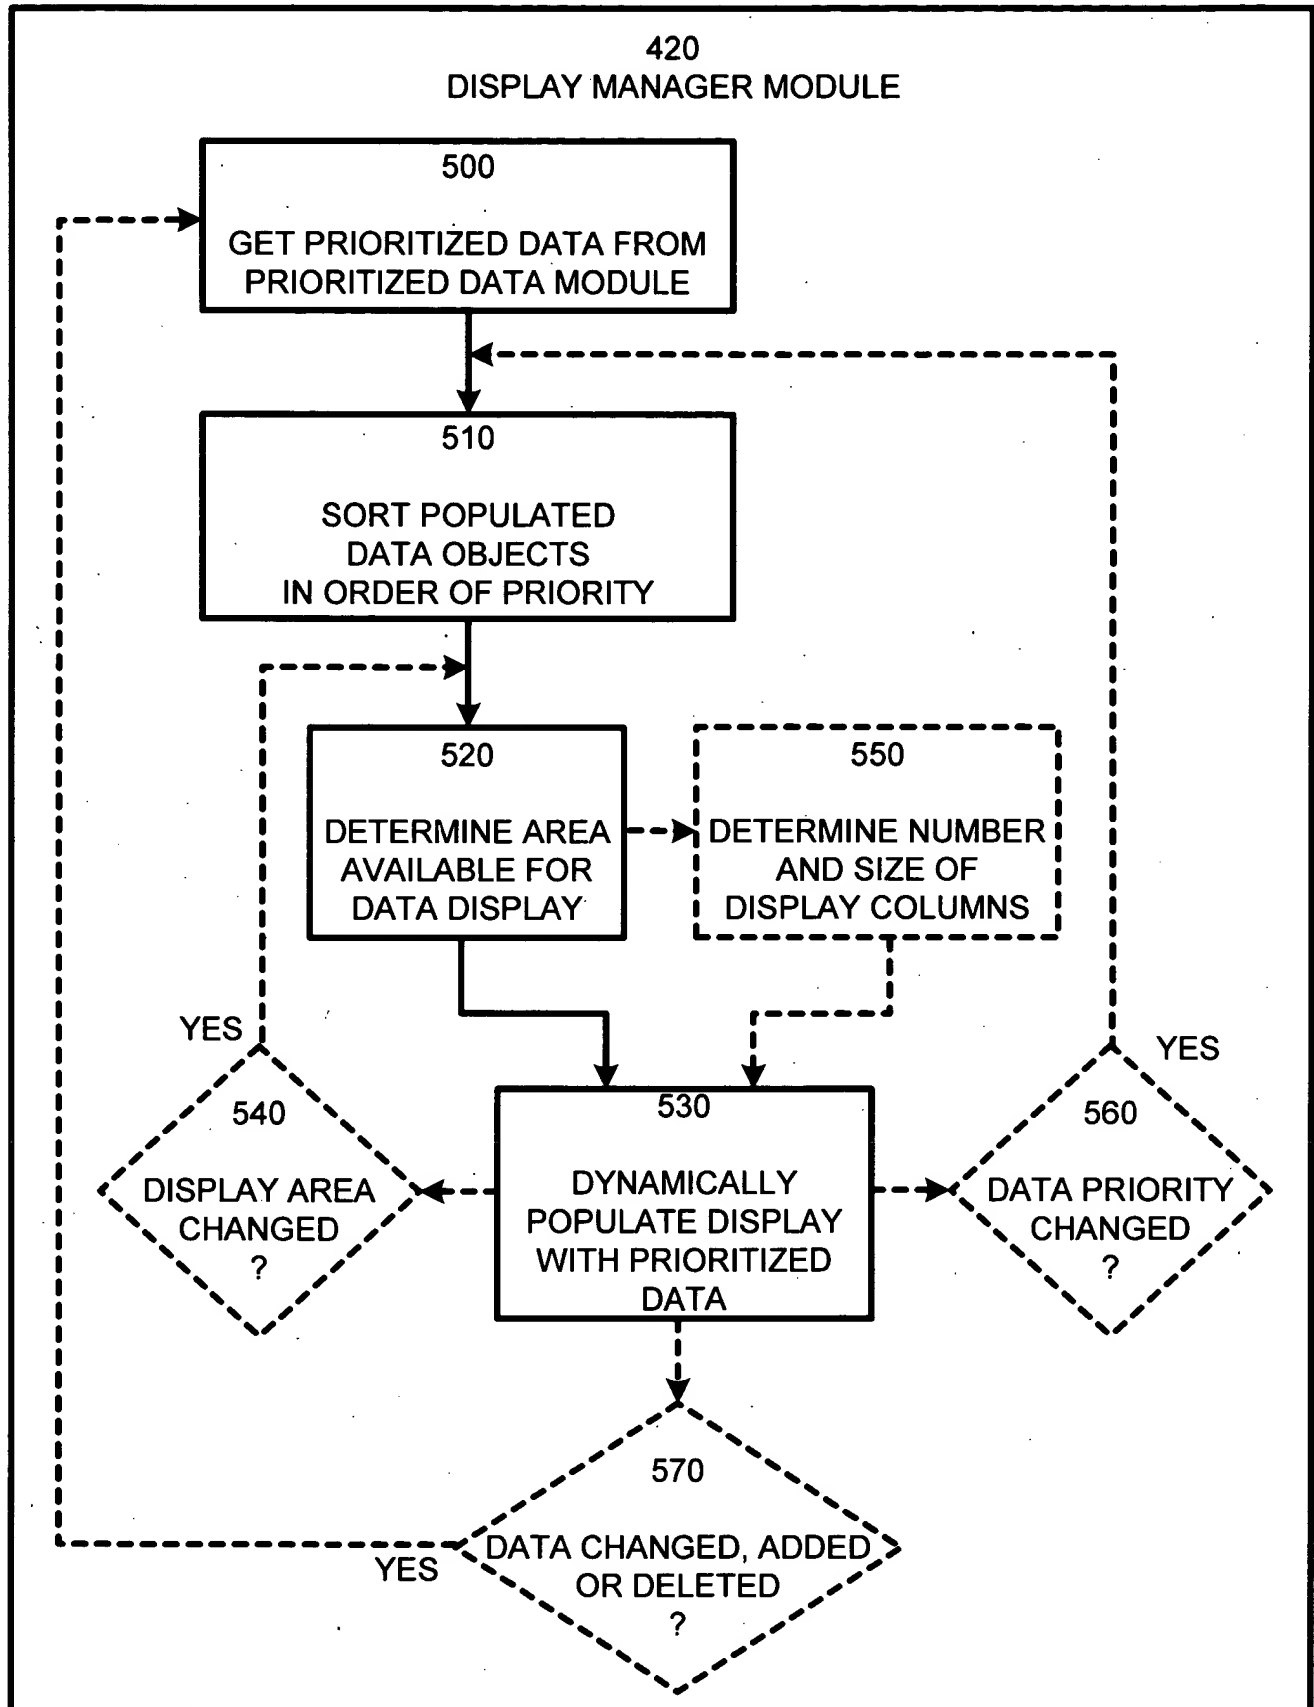 420
DISPLAY MANAGER MODULE
500
GET PRIORITIZED DATA FROM
PRIORITIZED DATA MODULE
510
SORT POPULATED
DATA OBJECTS
IN ORDER OF PRIORITY
520
DETERMINE AREA
AVAILABLE FOR
DATA DISPLAY
550
DETERMINE NUMBER
AND SIZE OF
DISPLAY COLUMNS
YES
540
DISPLAY AREA
CHANGED
?
530
DYNAMICALLY
POPULATE DISPLAY
WITH PRIORITIZED
DATA
YES
560
DATA PRIORITY
CHANGED
?
570
DATA CHANGED, ADDED
OR DELETED
?
YES